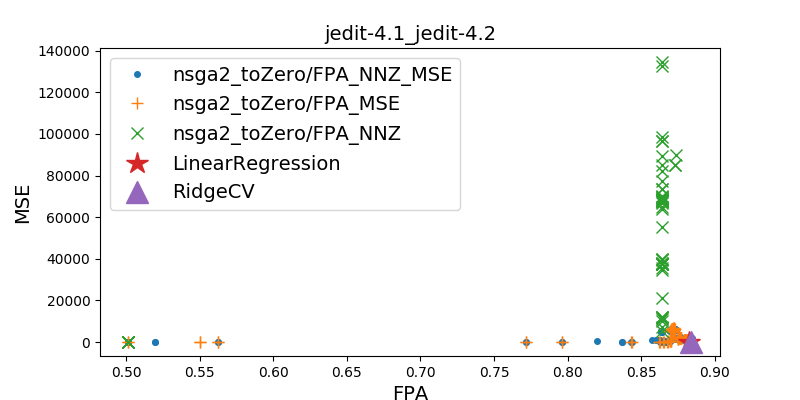 jedit-4.1_jedit-4.2
140000
120000
100000
80000
60000
40000
20000
0
MSE
nsga2_toZero/FPA_NNZ_MSE
nsga2_toZero/FPA_MSE
nsga2_toZero/FPA_NNZ
LinearRegression
RidgeCV
0.50 0.55 0.60 0.65 0.70 0.75 0.80 0.85 0.90
FPA